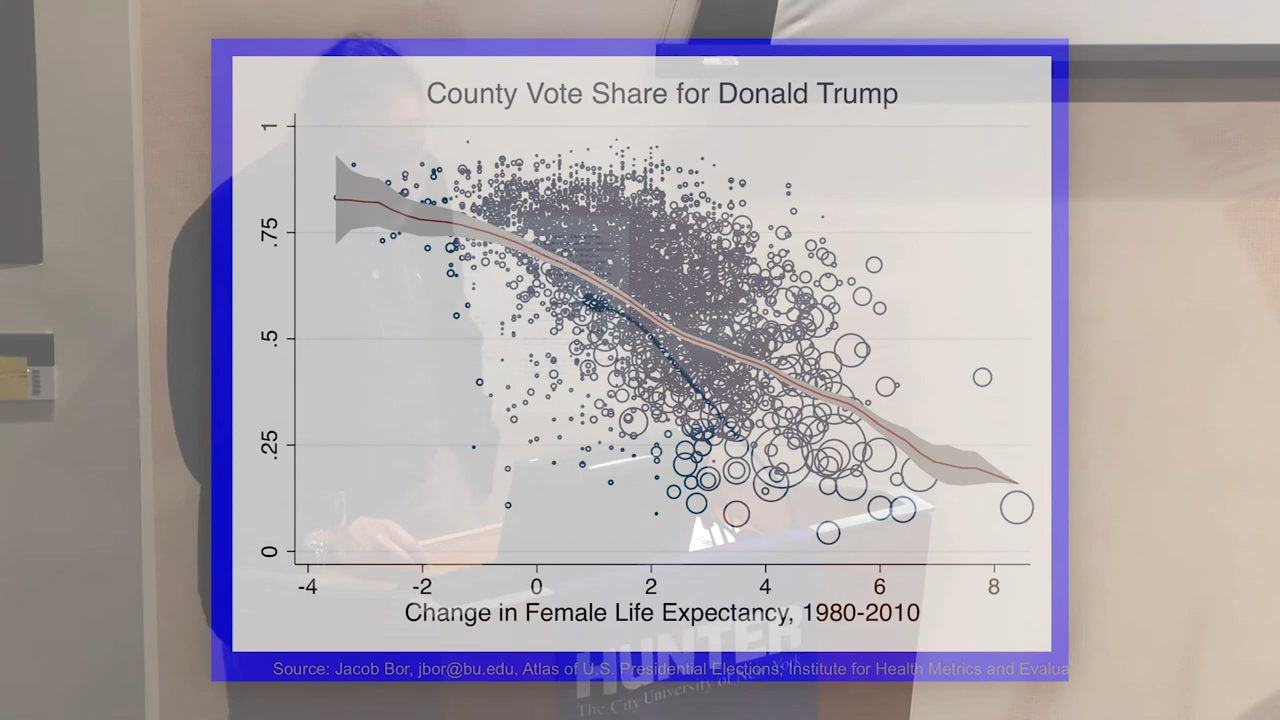 County Vote Share for Donald Trump
1
.75
.5
.25
0
-4 -2 0 2 4 6 8
Change in Female Life Expectancy, 1980-2010
Source: Jacob Bor, jbor@bu.edu, Atlas of U.S. Presidential Elections; Institute for Health Metrics and Evalua
HUNTER
The City University of New York